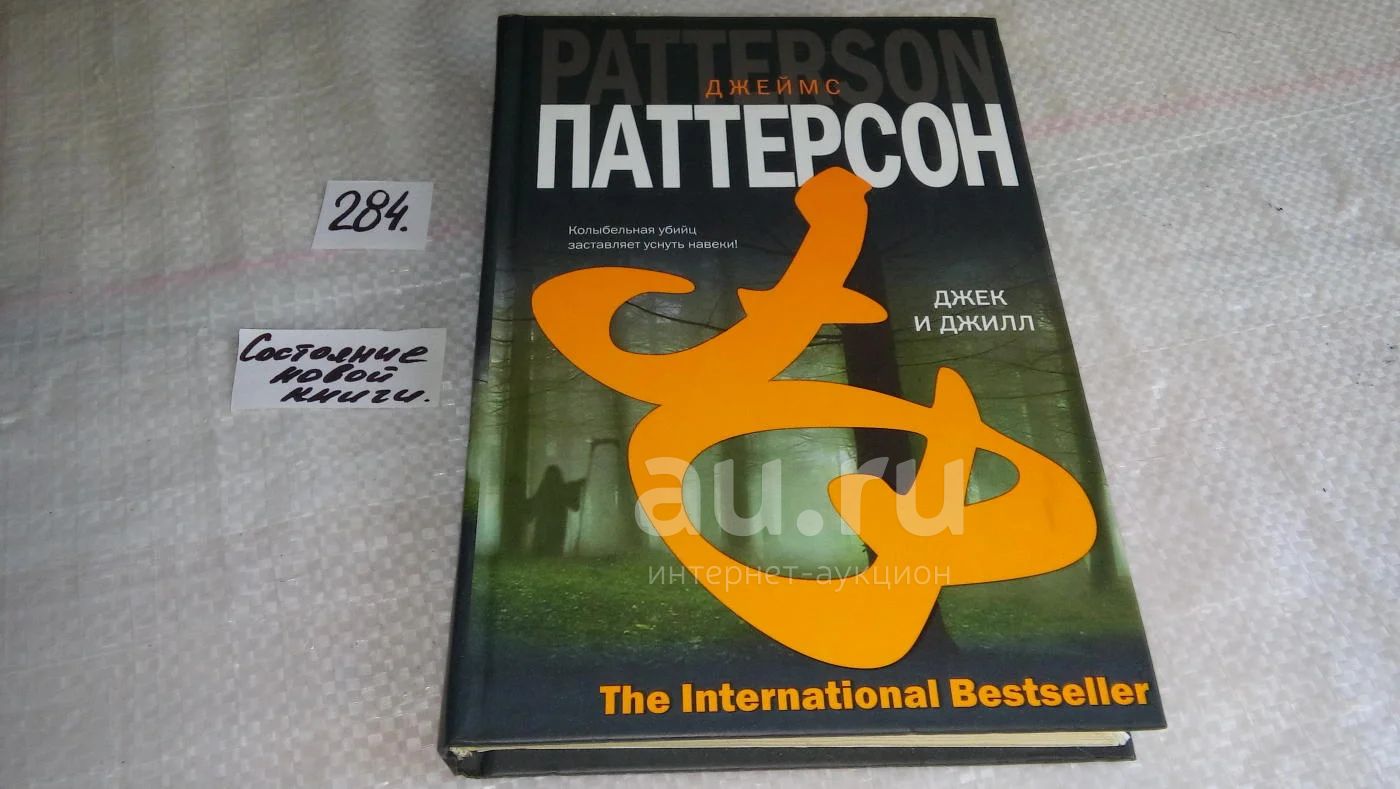 PATTERSON
ДЖЕЙМС
ПАТТЕРСОН
284.
Колыбельная убийц
заставляет уснуть навеки!
ДЖЕК
И ДЖИЛЛ
Состояние
новой
книги.
au.ru
интернет-аукцион
The International Bestseller